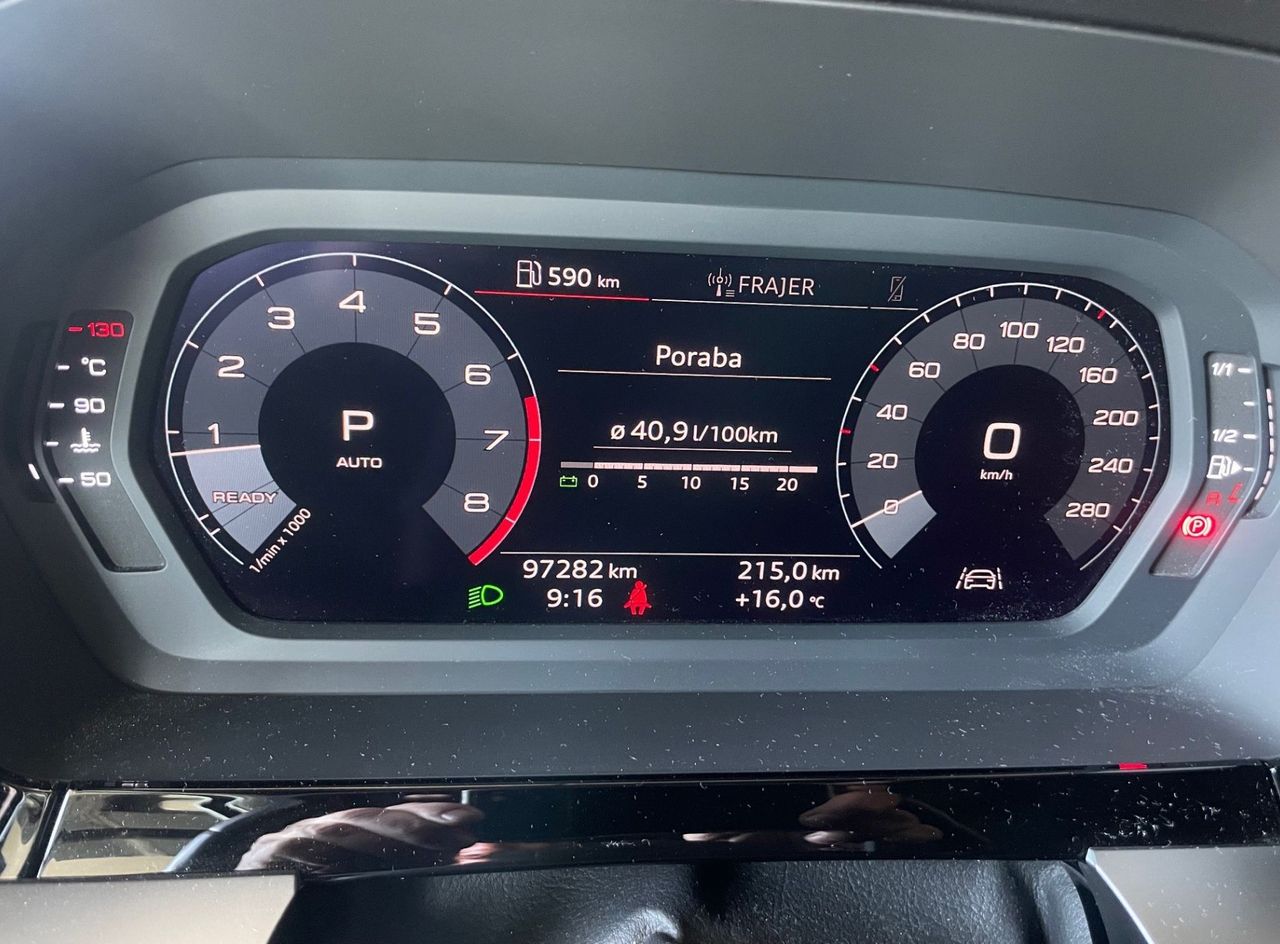 590 km
FRAJER
Poraba
ø 40,9 l/100km
0 5 10 15 20
97282 km
215,0 km
9:16
+16,0 °C
1 2 3 4 5 6 7 8
READY
1/min x 1000
P
AUTO
0 20 40 60 80 100 120 160 200 240 280
0
km/h
130
°C
90
50
1/1
1/2
R
P